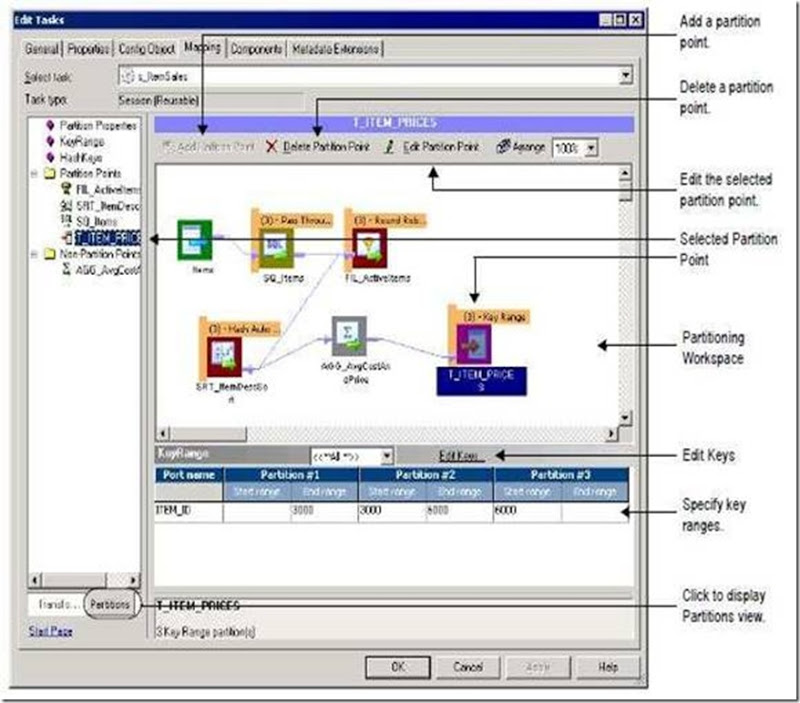 Edit Tasks
General Properties Config Object Mapping Components Metadata Extensions
Select task: s_ItemSales
Task type: Session (Reusable)
Partition Properties
KeyRange
HashKeys
Partition Points
FIL_ActiveItems
SRT_ItemDesc
SQ_Items
T_ITEM_PRICE
Non-Partition Points
AGG_AvgCostA
T_ITEM_PRICES
Add Partition Point Delete Partition Point Edit Partition Point Arrange 100%
(3) - Pass Throu...
(3) - Round Rob...
Items
SQ_Items
FIL_ActiveItems
(3) - Hash Auto ...
(3) - Key Range
SRT_ItemDescSo
rt
AGG_AvgCostAn
dPrice
T_ITEM_PRICE
S
KeyRange <**All**> Edit Keys...
Port name Partition #1 Partition #2 Partition #3
Start range End range Start range End range Start range End range
ITEM_ID 3000 3000 6000 6000
Transfo... Partitions
Start Page
T_ITEM_PRICES
3 Key Range partition(s)
OK Cancel Apply Help
Add a partition
point.
Delete a partition
point.
Edit the selected
partition point.
Selected Partition
Point
Partitioning
Workspace
Edit Keys
Specify key
ranges.
Click to display
Partitions view.